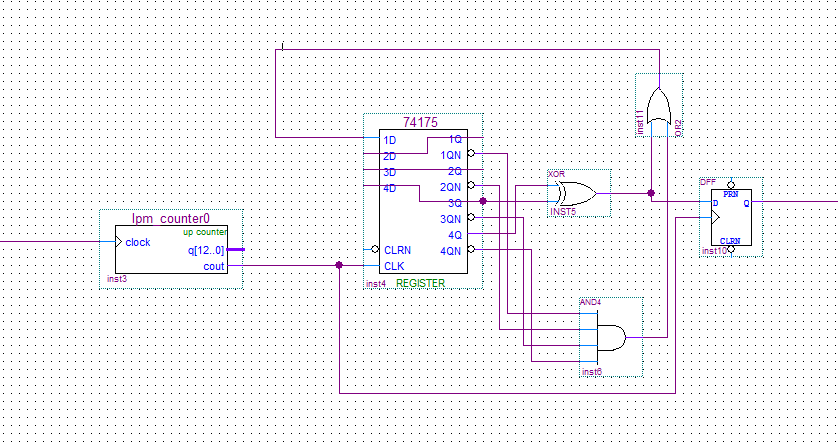 lpm_counter0
up counter
clock
q[12..0]
cout
inst3
74175
1D
2D
3D
4D
CLRN
CLK
1Q
1QN
2Q
2QN
3Q
3QN
4Q
4QN
inst4
REGISTER
XOR
INST5
inst11
OR2
AND4
inst6
DFF
PRN
D
Q
CLRN
inst10